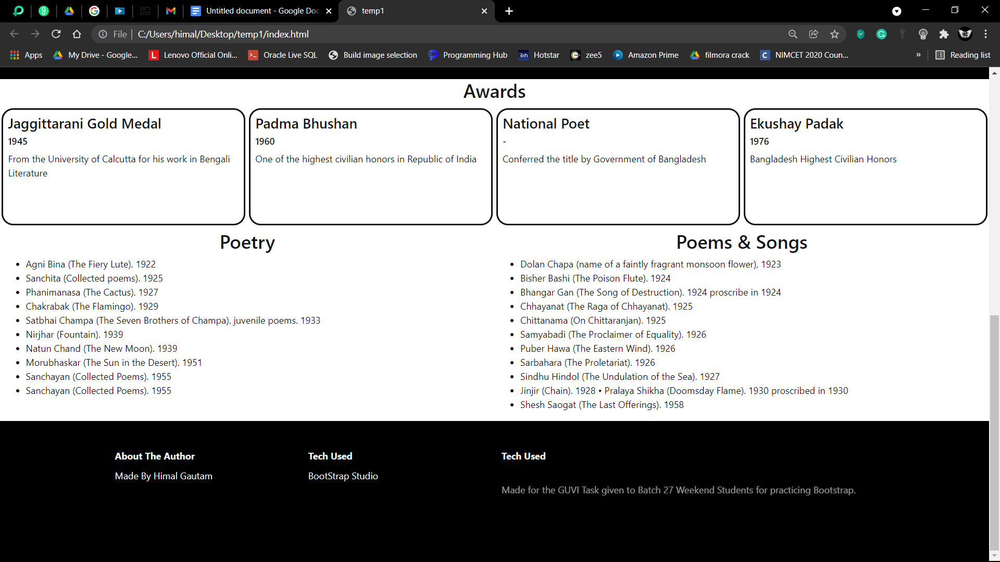 Untitled document - Google Doc
temp1
File
C:/Users/himal/Desktop/temp1/index.html
Apps
My Drive - Google...
Lenovo Official Onli...
Oracle Live SQL
Build image selection
Programming Hub
Hotstar
zee5
Amazon Prime
filmora crack
NIMCET 2020 Coun...
»
Reading list
Awards
Jaggittarani Gold Medal
1945
From the University of Calcutta for his work in Bengali
Literature
Padma Bhushan
1960
One of the highest civilian honors in Republic of India
National Poet
-
Conferred the title by Government of Bangladesh
Ekushay Padak
1976
Bangladesh Highest Civilian Honors
Poetry
• Agni Bina (The Fiery Lute). 1922
• Sanchita (Collected poems). 1925
• Phanimanasa (The Cactus). 1927
• Chakrabak (The Flamingo). 1929
• Satbhai Champa (The Seven Brothers of Champa). juvenile poems. 1933
• Nirjhar (Fountain). 1939
• Natun Chand (The New Moon). 1939
• Morubhaskar (The Sun in the Desert). 1951
• Sanchayan (Collected Poems). 1955
• Sanchayan (Collected Poems). 1955
Poems & Songs
• Dolan Chapa (name of a faintly fragrant monsoon flower), 1923
• Bisher Bashi (The Poison Flute). 1924
• Bhangar Gan (The Song of Destruction). 1924 proscribe in 1924
• Chhayanat (The Raga of Chhayanat). 1925
• Chittanama (On Chittaranjan). 1925
• Samyabadi (The Proclaimer of Equality). 1926
• Puber Hawa (The Eastern Wind). 1926
• Sarbahara (The Proletariat). 1926
• Sindhu Hindol (The Undulation of the Sea). 1927
• Jinjir (Chain). 1928 • Pralaya Shikha (Doomsday Flame). 1930 proscribed in 1930
• Shesh Saogat (The Last Offerings). 1958
About The Author
Made By Himal Gautam
Tech Used
BootStrap Studio
Tech Used
Made for the GUVI Task given to Batch 27 Weekend Students for practicing Bootstrap.